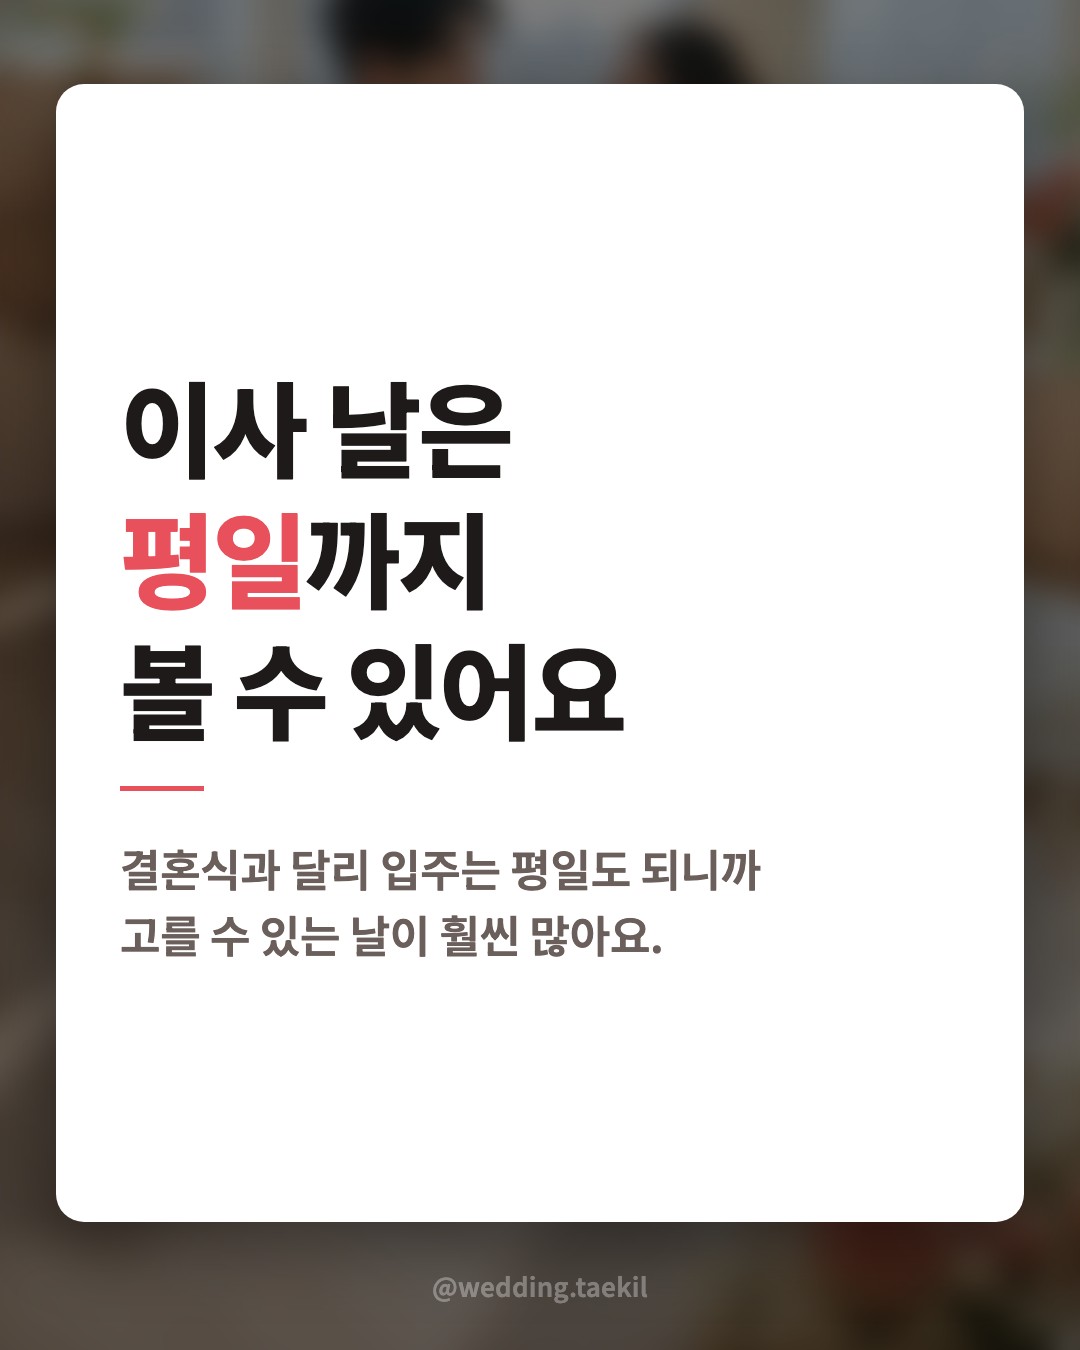 이사 날은
평일까지
볼 수 있어요
결혼식과 달리 입주는 평일도 되니까
고를 수 있는 날이 훨씬 많아요.
@wedding.taekil